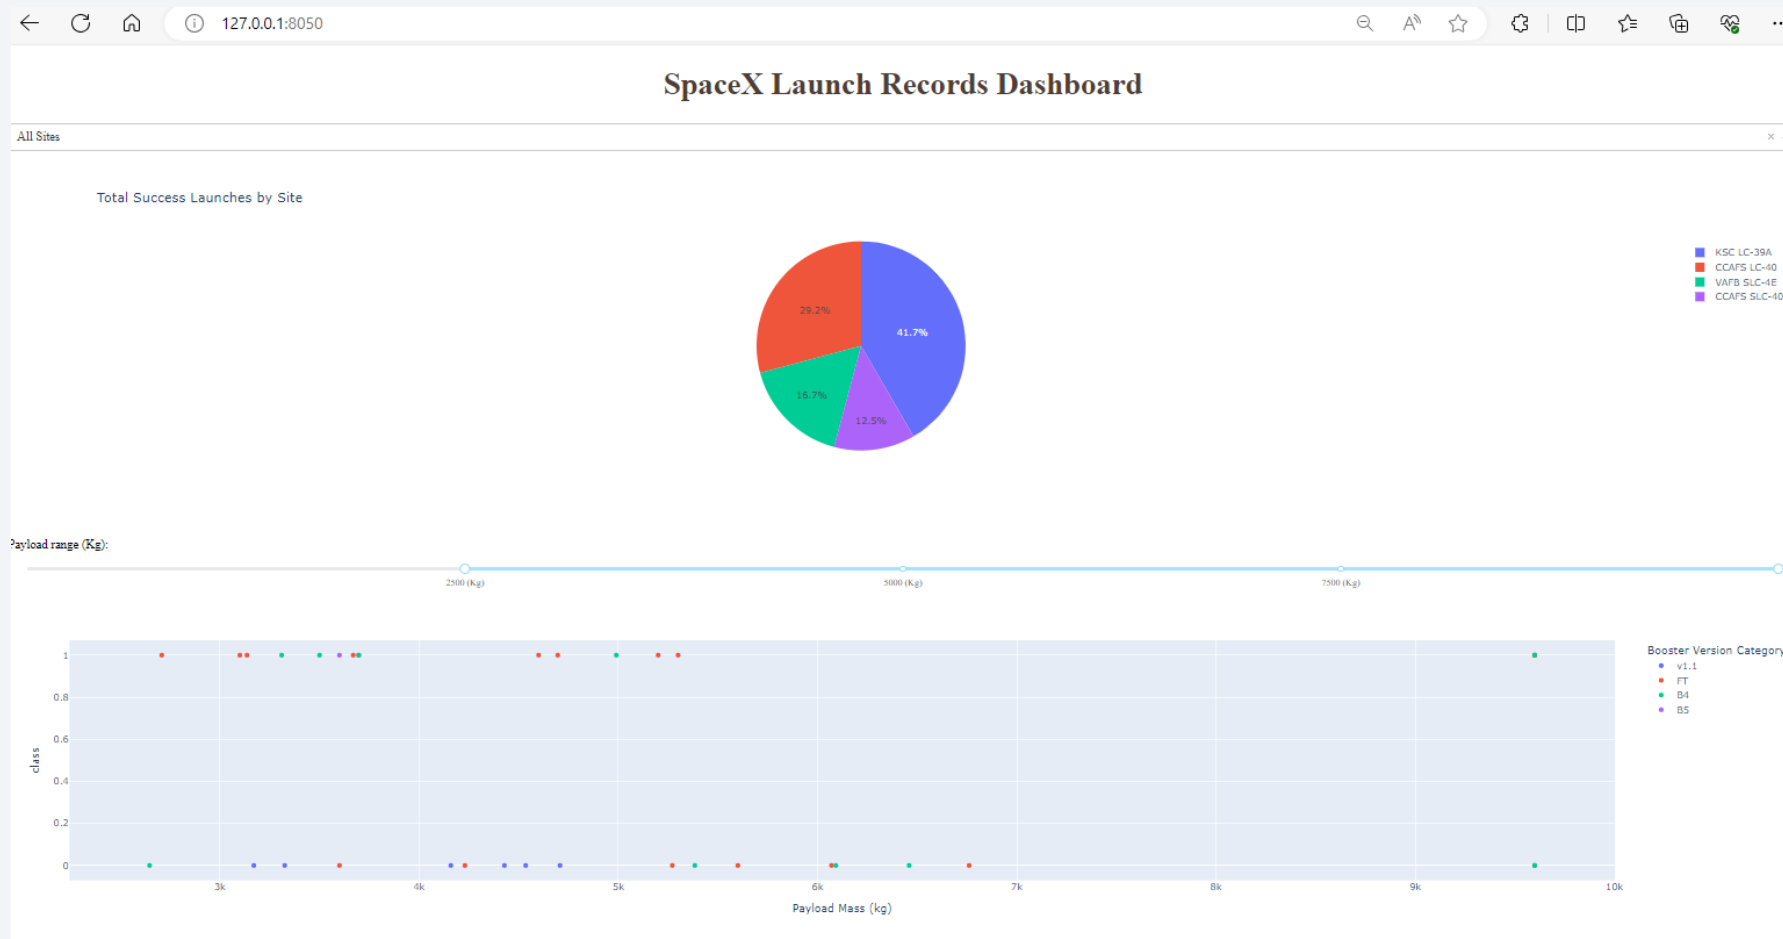 127.0.0.1:8050
SpaceX Launch Records Dashboard
All Sites
Total Success Launches by Site
KSC LC-39A
CCAFS LC-40
VAFB SLC-4E
CCAFS SLC-40
29.2%
41.7%
16.7%
12.5%
Payload range (Kg):
2500 (Kg)
5000 (Kg)
7500 (Kg)
Booster Version Category
v1.1
FT
B4
B5
1
0.8
0.6
0.4
0.2
0
class
3k
4k
5k
6k
7k
8k
9k
10k
Payload Mass (kg)